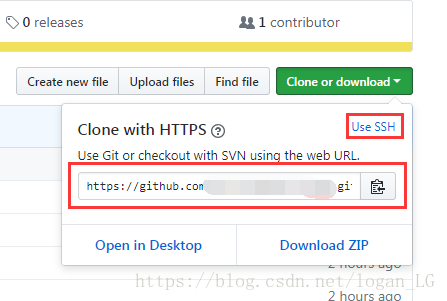 0 releases
1 contributor
Create new file
Upload files
Find file
Clone or download
Clone with HTTPS
Use SSH
Use Git or checkout with SVN using the web URL.
https://github.com
Open in Desktop
Download ZIP
https://blog.csdn.net/logan_LG
2 hours ago
2 hours ago